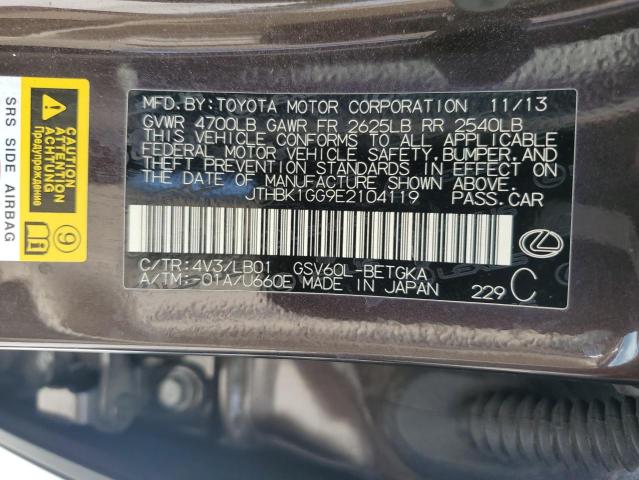 MFD.BY:TOYOTA MOTOR CORPORATION 11/13
GVWR 4700LB GAWR FR 2625LB RR 2540LB
THIS VEHICLE CONFORMS TO ALL APPLICABLE
FEDERAL MOTOR VEHICLE SAFETY,BUMPER,AND
THEFT PREVENTION STANDARDS IN EFFECT ON
THE DATE OF MANUFACTURE SHOWN ABOVE.
JTHBK1GG9E2104119 PASS.CAR
C/TR:4V3/LB01 GSV60L-BETGKA
A/TM:-01A/U660E MADE IN JAPAN
229 C
SRS SIDE AIRBAG
Предупреждение
ATTENTION
CAUTION
Achtung
9